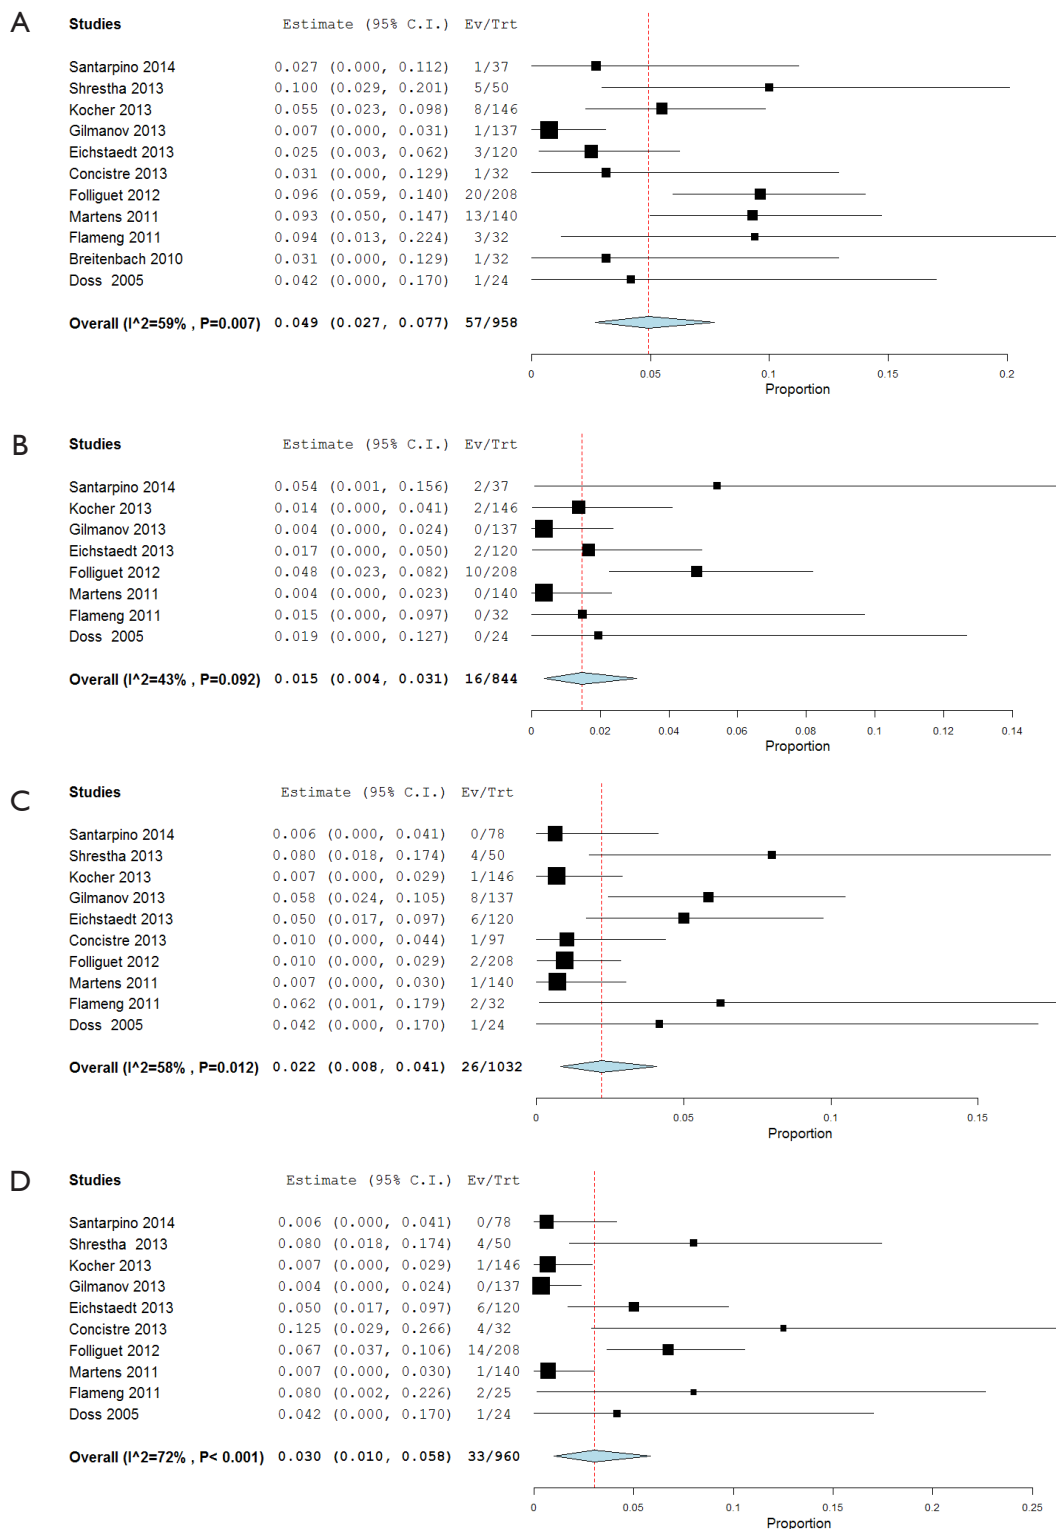 A
Studies Estimate (95% C.I.) Ev/Trt
Santarpino 2014 0.027 (0.000, 0.112) 1/37
Shrestha 2013 0.100 (0.029, 0.201) 5/50
Kocher 2013 0.055 (0.023, 0.098) 8/146
Gilmanov 2013 0.007 (0.000, 0.031) 1/137
Eichstaedt 2013 0.025 (0.003, 0.062) 3/120
Concistre 2013 0.031 (0.000, 0.129) 1/32
Folliguet 2012 0.096 (0.059, 0.140) 20/208
Martens 2011 0.093 (0.050, 0.147) 13/140
Flameng 2011 0.094 (0.013, 0.224) 3/32
Breitenbach 2010 0.031 (0.000, 0.129) 1/32
Doss 2005 0.042 (0.000, 0.170) 1/24
Overall (I^2=59% , P=0.007) 0.049 (0.027, 0.077) 57/958
0 0.05 0.1 0.15 0.2
Proportion
B
Studies Estimate (95% C.I.) Ev/Trt
Santarpino 2014 0.054 (0.001, 0.156) 2/37
Kocher 2013 0.014 (0.000, 0.041) 2/146
Gilmanov 2013 0.004 (0.000, 0.024) 0/137
Eichstaedt 2013 0.017 (0.000, 0.050) 2/120
Folliguet 2012 0.048 (0.023, 0.082) 10/208
Martens 2011 0.004 (0.000, 0.023) 0/140
Flameng 2011 0.015 (0.000, 0.097) 0/32
Doss 2005 0.019 (0.000, 0.127) 0/24
Overall (I^2=43% , P=0.092) 0.015 (0.004, 0.031) 16/844
0 0.02 0.04 0.06 0.08 0.1 0.12 0.14
Proportion
C
Studies Estimate (95% C.I.) Ev/Trt
Santarpino 2014 0.006 (0.000, 0.041) 0/78
Shrestha 2013 0.080 (0.018, 0.174) 4/50
Kocher 2013 0.007 (0.000, 0.029) 1/146
Gilmanov 2013 0.058 (0.024, 0.105) 8/137
Eichstaedt 2013 0.050 (0.017, 0.097) 6/120
Concistre 2013 0.010 (0.000, 0.044) 1/97
Folliguet 2012 0.010 (0.000, 0.029) 2/208
Martens 2011 0.007 (0.000, 0.030) 1/140
Flameng 2011 0.062 (0.001, 0.179) 2/32
Doss 2005 0.042 (0.000, 0.170) 1/24
Overall (I^2=58% , P=0.012) 0.022 (0.008, 0.041) 26/1032
0 0.05 0.1 0.15
Proportion
D
Studies Estimate (95% C.I.) Ev/Trt
Santarpino 2014 0.006 (0.000, 0.041) 0/78
Shrestha 2013 0.080 (0.018, 0.174) 4/50
Kocher 2013 0.007 (0.000, 0.029) 1/146
Gilmanov 2013 0.004 (0.000, 0.024) 0/137
Eichstaedt 2013 0.050 (0.017, 0.097) 6/120
Concistre 2013 0.125 (0.029, 0.266) 4/32
Folliguet 2012 0.067 (0.037, 0.106) 14/208
Martens 2011 0.007 (0.000, 0.030) 1/140
Flameng 2011 0.080 (0.002, 0.226) 2/25
Doss 2005 0.042 (0.000, 0.170) 1/24
Overall (I^2=72% , P< 0.001) 0.030 (0.010, 0.058) 33/960
0 0.05 0.1 0.15 0.2 0.25
Proportion